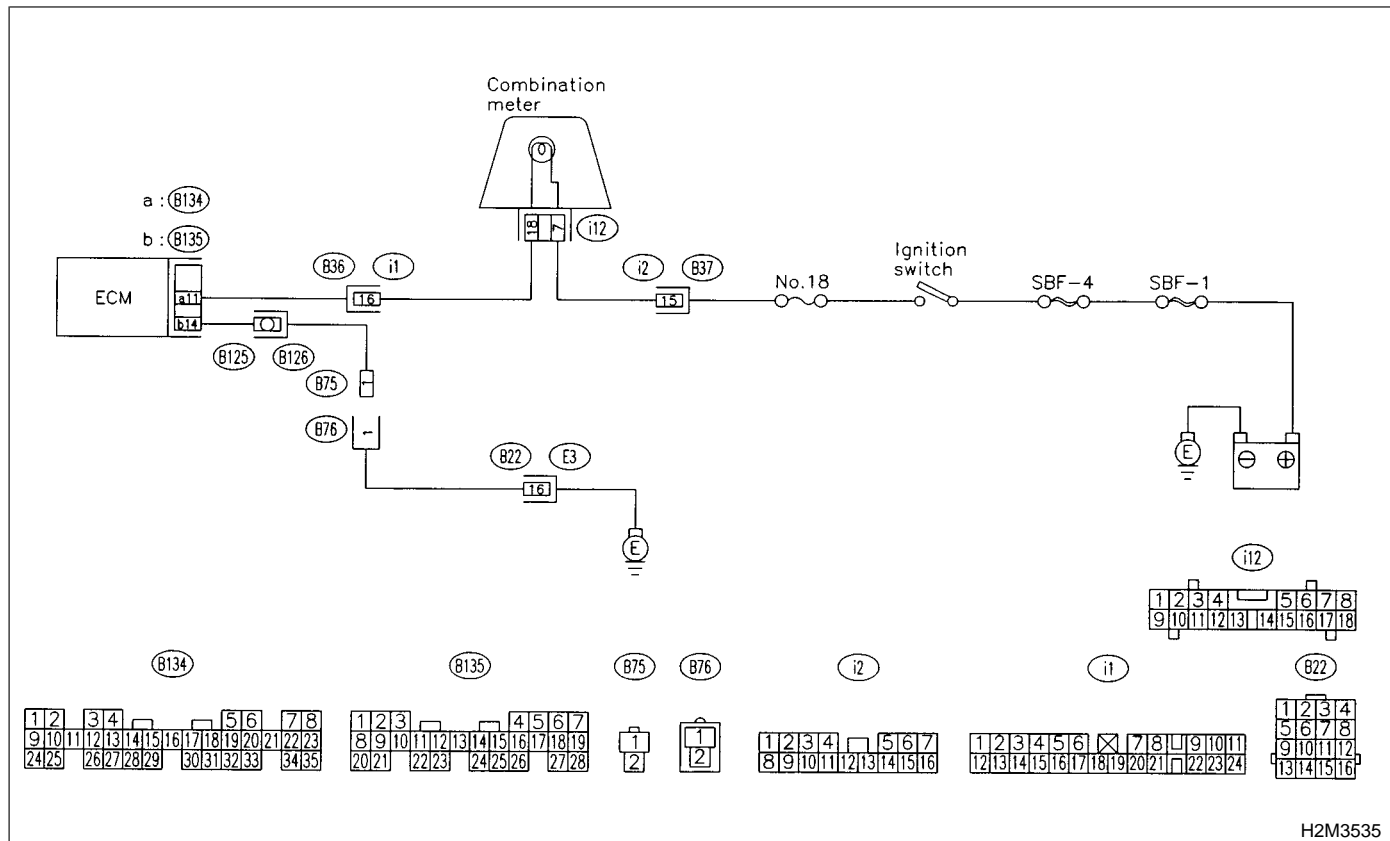 Combination
meter
a : B134
b : B135
18
7
i12
B36
i1
i2
B37
Ignition
switch
No.18
SBF-4
SBF-1
ECM
a11
16
15
b14
B125
B126
B75
1
B76
1
B22
E3
E
16
E
i12
1 2 3 4 5 6 7 8
9 10 11 12 13 14 15 16 17 18
B134
B135
B75
B76
i2
i1
B22
1 2 3 4 5 6 7 8
9 10 11 12 13 14 15 16 17 18 19 20 21 22 23
24 25 26 27 28 29 30 31 32 33 34 35
1 2 3 4 5 6 7
8 9 10 11 12 13 14 15 16 17 18 19
20 21 22 23 24 25 26 27 28
1
2
1
2
1 2 3 4 5 6 7
8 9 10 11 12 13 14 15 16
1 2 3 4 5 6 7 8 9 10 11
12 13 14 15 16 17 18 19 20 21 22 23 24
1 2 3 4
5 6 7 8
9 10 11 12
13 14 15 16
H2M3535